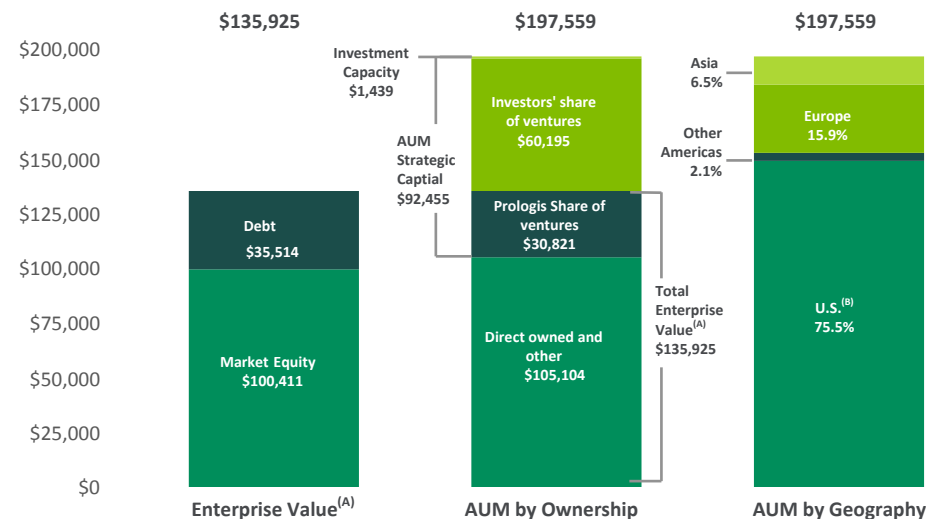 $135,925
$197,559
$197,559
$200,000
$175,000
$150,000
$125,000
$100,000
$75,000
$50,000
$25,000
$0
Debt
$35,514
Market Equity
$100,411
Enterprise Value(A)
Investment
Capacity
$1,439
AUM
Strategic
Captial
$92,455
Investors' share
of ventures
$60,195
Prologis Share of
ventures
$30,821
Direct owned and
other
$105,104
Total
Enterprise
Value(A)
$135,925
AUM by Ownership
Asia
6.5%
Other
Americas
2.1%
Europe
15.9%
U.S.(B)
75.5%
AUM by Geography